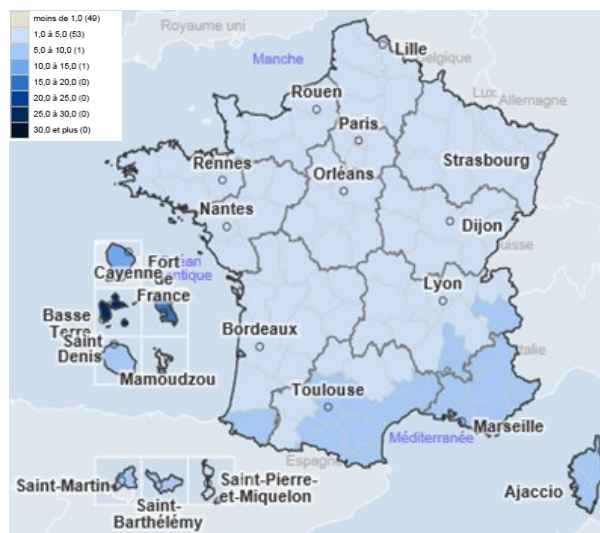 moins de 1,0 (49)
1,0 à 5,0 (53)
5,0 à 10,0 (1)
10,0 à 15,0 (1)
15,0 à 20,0 (0)
20,0 à 25,0 (0)
25,0 à 30,0 (0)
30,0 et plus (0)
Royaume uni
Manche
Lille
Belgique
Rouen
Lux.
Allemagne
Paris
Rennes
Orléans
Strasbourg
Nantes
Dijon
Suisse
Cayenne
Fort
de
France
Océan
Atlantique
Lyon
Basse
Terre
Saint
Denis
Bordeaux
Italie
Mamoudzou
Toulouse
Marseille
Méditerranée
Espagne
Saint-Martin
Saint-
Barthélémy
Saint-Pierre-
et-Miquelon
Ajaccio